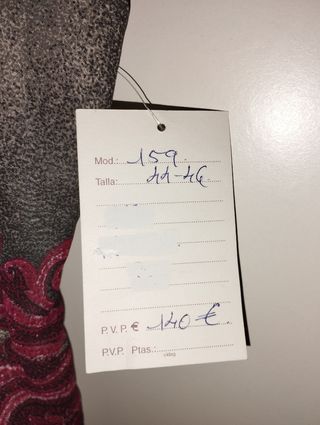 Mod.: 159
Talla: 44-46
P.V.P. € 140 €
P.V.P. Ptas.: